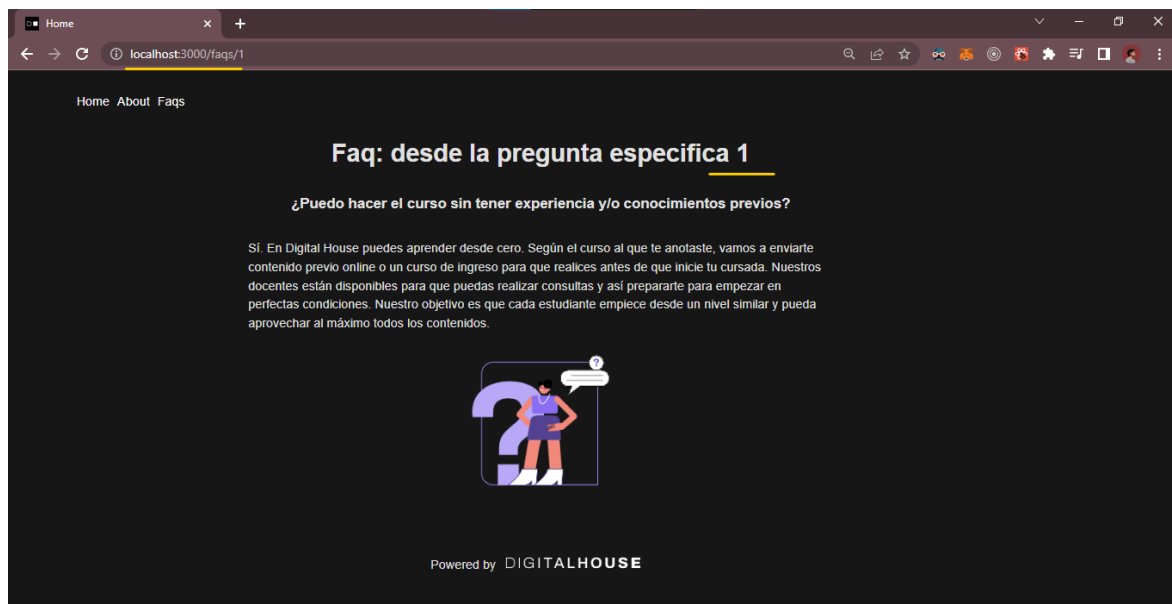 Home
localhost:3000/faqs/1
Home About Faqs
Faq: desde la pregunta especifica 1
¿Puedo hacer el curso sin tener experiencia y/o conocimientos previos?
Sí. En Digital House puedes aprender desde cero. Según el curso al que te anotaste, vamos a enviarte
contenido previo online o un curso de ingreso para que realices antes de que inicie tu cursada. Nuestros
docentes están disponibles para que puedas realizar consultas y así prepararte para empezar en
perfectas condiciones. Nuestro objetivo es que cada estudiante empiece desde un nivel similar y pueda
aprovechar al máximo todos los contenidos.
?
Powered by DIGITALHOUSE